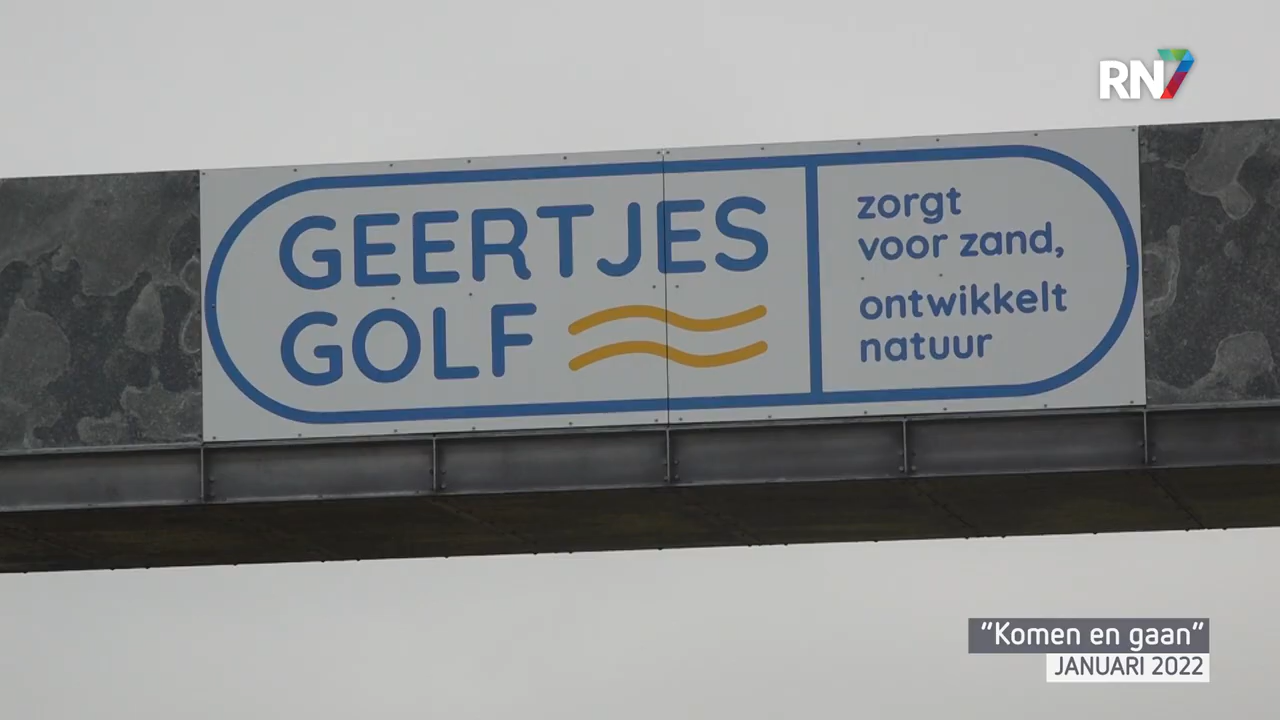 RN7
GEERTJES
GOLF
zorgt
voor zand,
ontwikkelt
natuur
“Komen en gaan”
JANUARI 2022